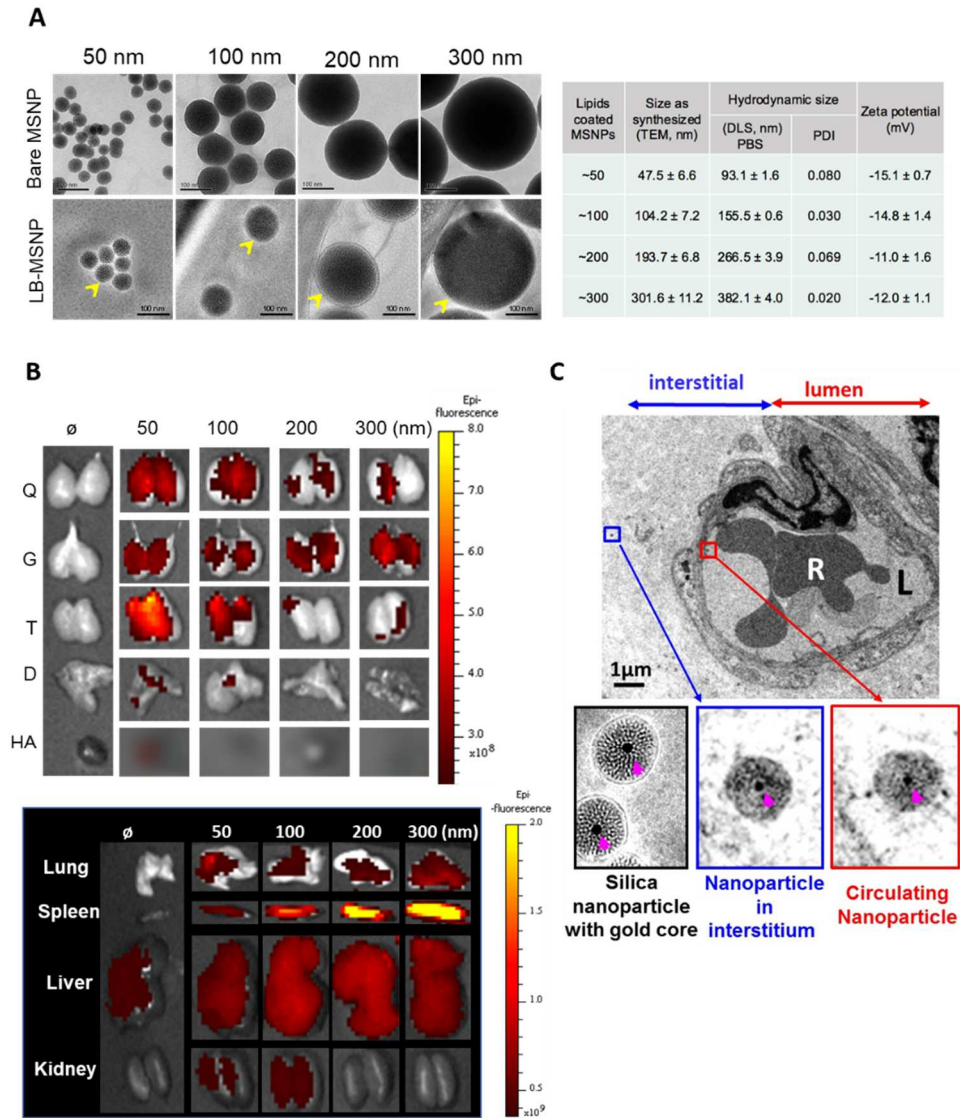 A
50 nm 100 nm 200 nm 300 nm
Bare MSNP
100 nm
100 nm
LB-MSNP
100 nm 100 nm 100 nm 100 nm
Lipids coated MSNPs
Size as synthesized (TEM, nm)
Hydrodynamic size
(DLS, nm) PBS
PDI
Zeta potential (mV)
~50 47.5 ± 6.6 93.1 ± 1.6 0.080 -15.1 ± 0.7
~100 104.2 ± 7.2 155.5 ± 0.6 0.030 -14.8 ± 1.4
~200 193.7 ± 6.8 266.5 ± 3.9 0.069 -11.0 ± 1.6
~300 301.6 ± 11.2 382.1 ± 4.0 0.020 -12.0 ± 1.1
B
ø 50 100 200 300 (nm)
Q
G
T
D
HA
Epi-
fluorescence
8.0
7.0
6.0
5.0
4.0
3.0
x10⁸
ø 50 100 200 300 (nm)
Lung
Spleen
Liver
Kidney
Epi
-fluorescence
2.0
1.5
1.0
0.5
x10⁹
C
interstitial lumen
R
L
1μm
Silica
nanoparticle
with gold core
Nanoparticle
in
interstitium
Circulating
Nanoparticle